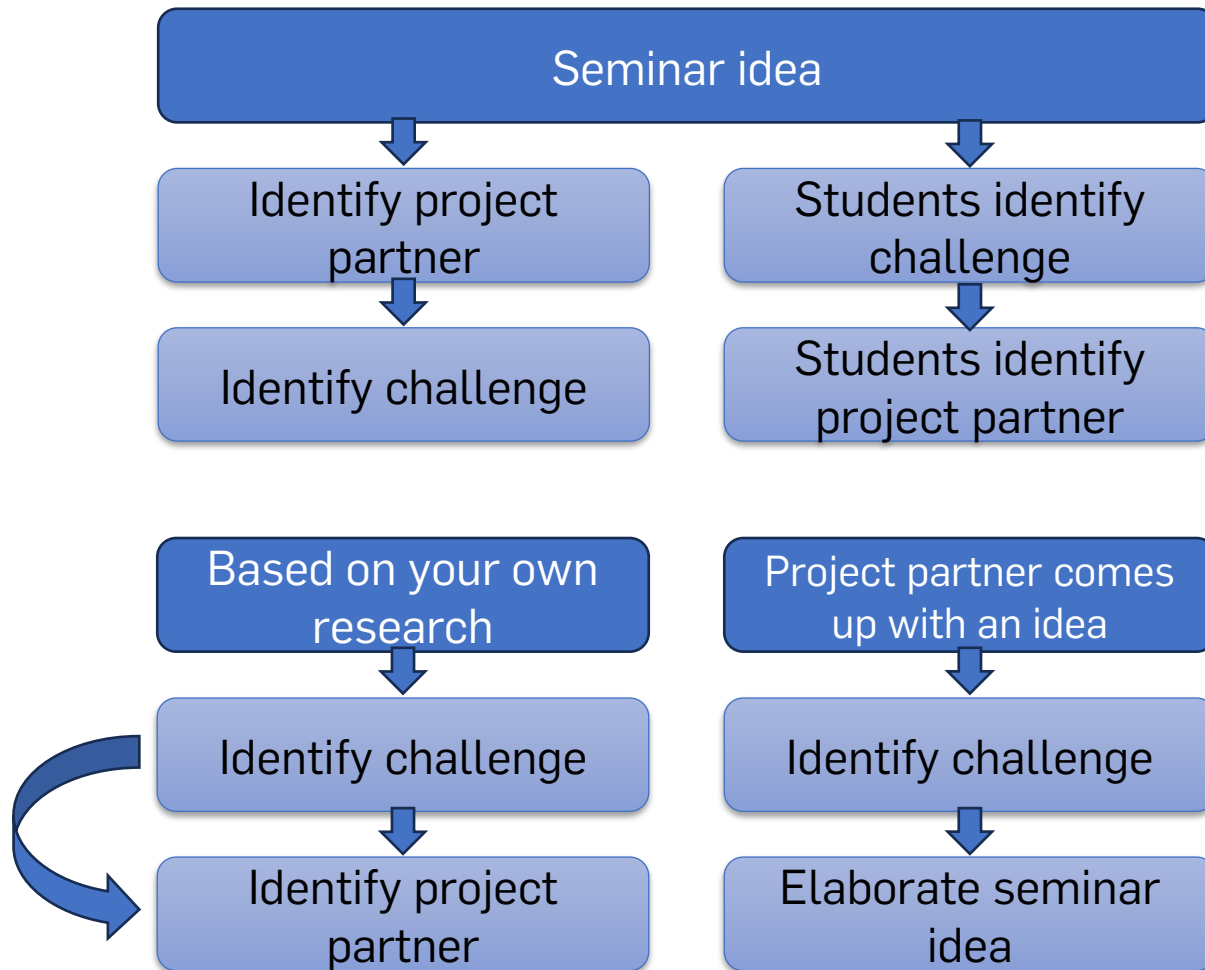 Seminar idea
Identify project
partner
Students identify
challenge
Identify challenge
Students identify
project partner
Based on your own
research
Project partner comes
up with an idea
Identify challenge
Identify challenge
Identify project
partner
Elaborate seminar
idea